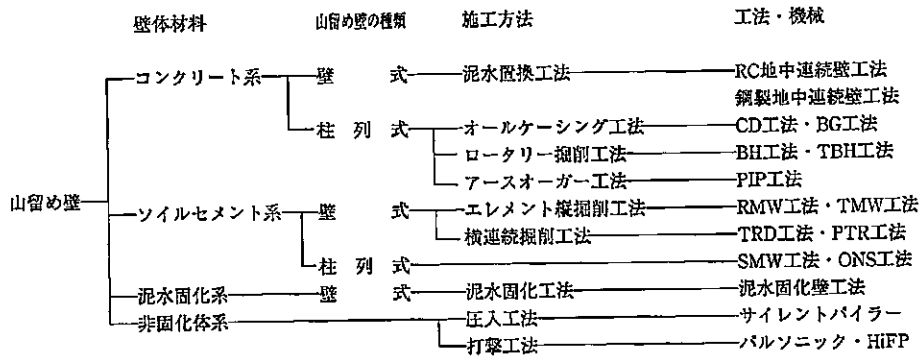 壁体材料 山留め壁の種類 施工方法 工法・機械
コンクリート系 壁式 泥水置換工法 RC地中連続壁工法
鋼製地中連続壁工法
柱列式 オールケーシング工法 CD工法・BG工法
ロータリー掘削工法 BH工法・TBH工法
アースオーガー工法 PIP工法
山留め壁
ソイルセメント系 壁式 エレメント縦掘削工法 RMW工法・TMW工法
横連続掘削工法 TRD工法・PTR工法
柱列式 SMW工法・ONS工法
泥水固化系 壁式 泥水固化工法 泥水固化壁工法
非固化体系 圧入工法 サイレントパイラー
打撃工法 パルソニック・HiFP